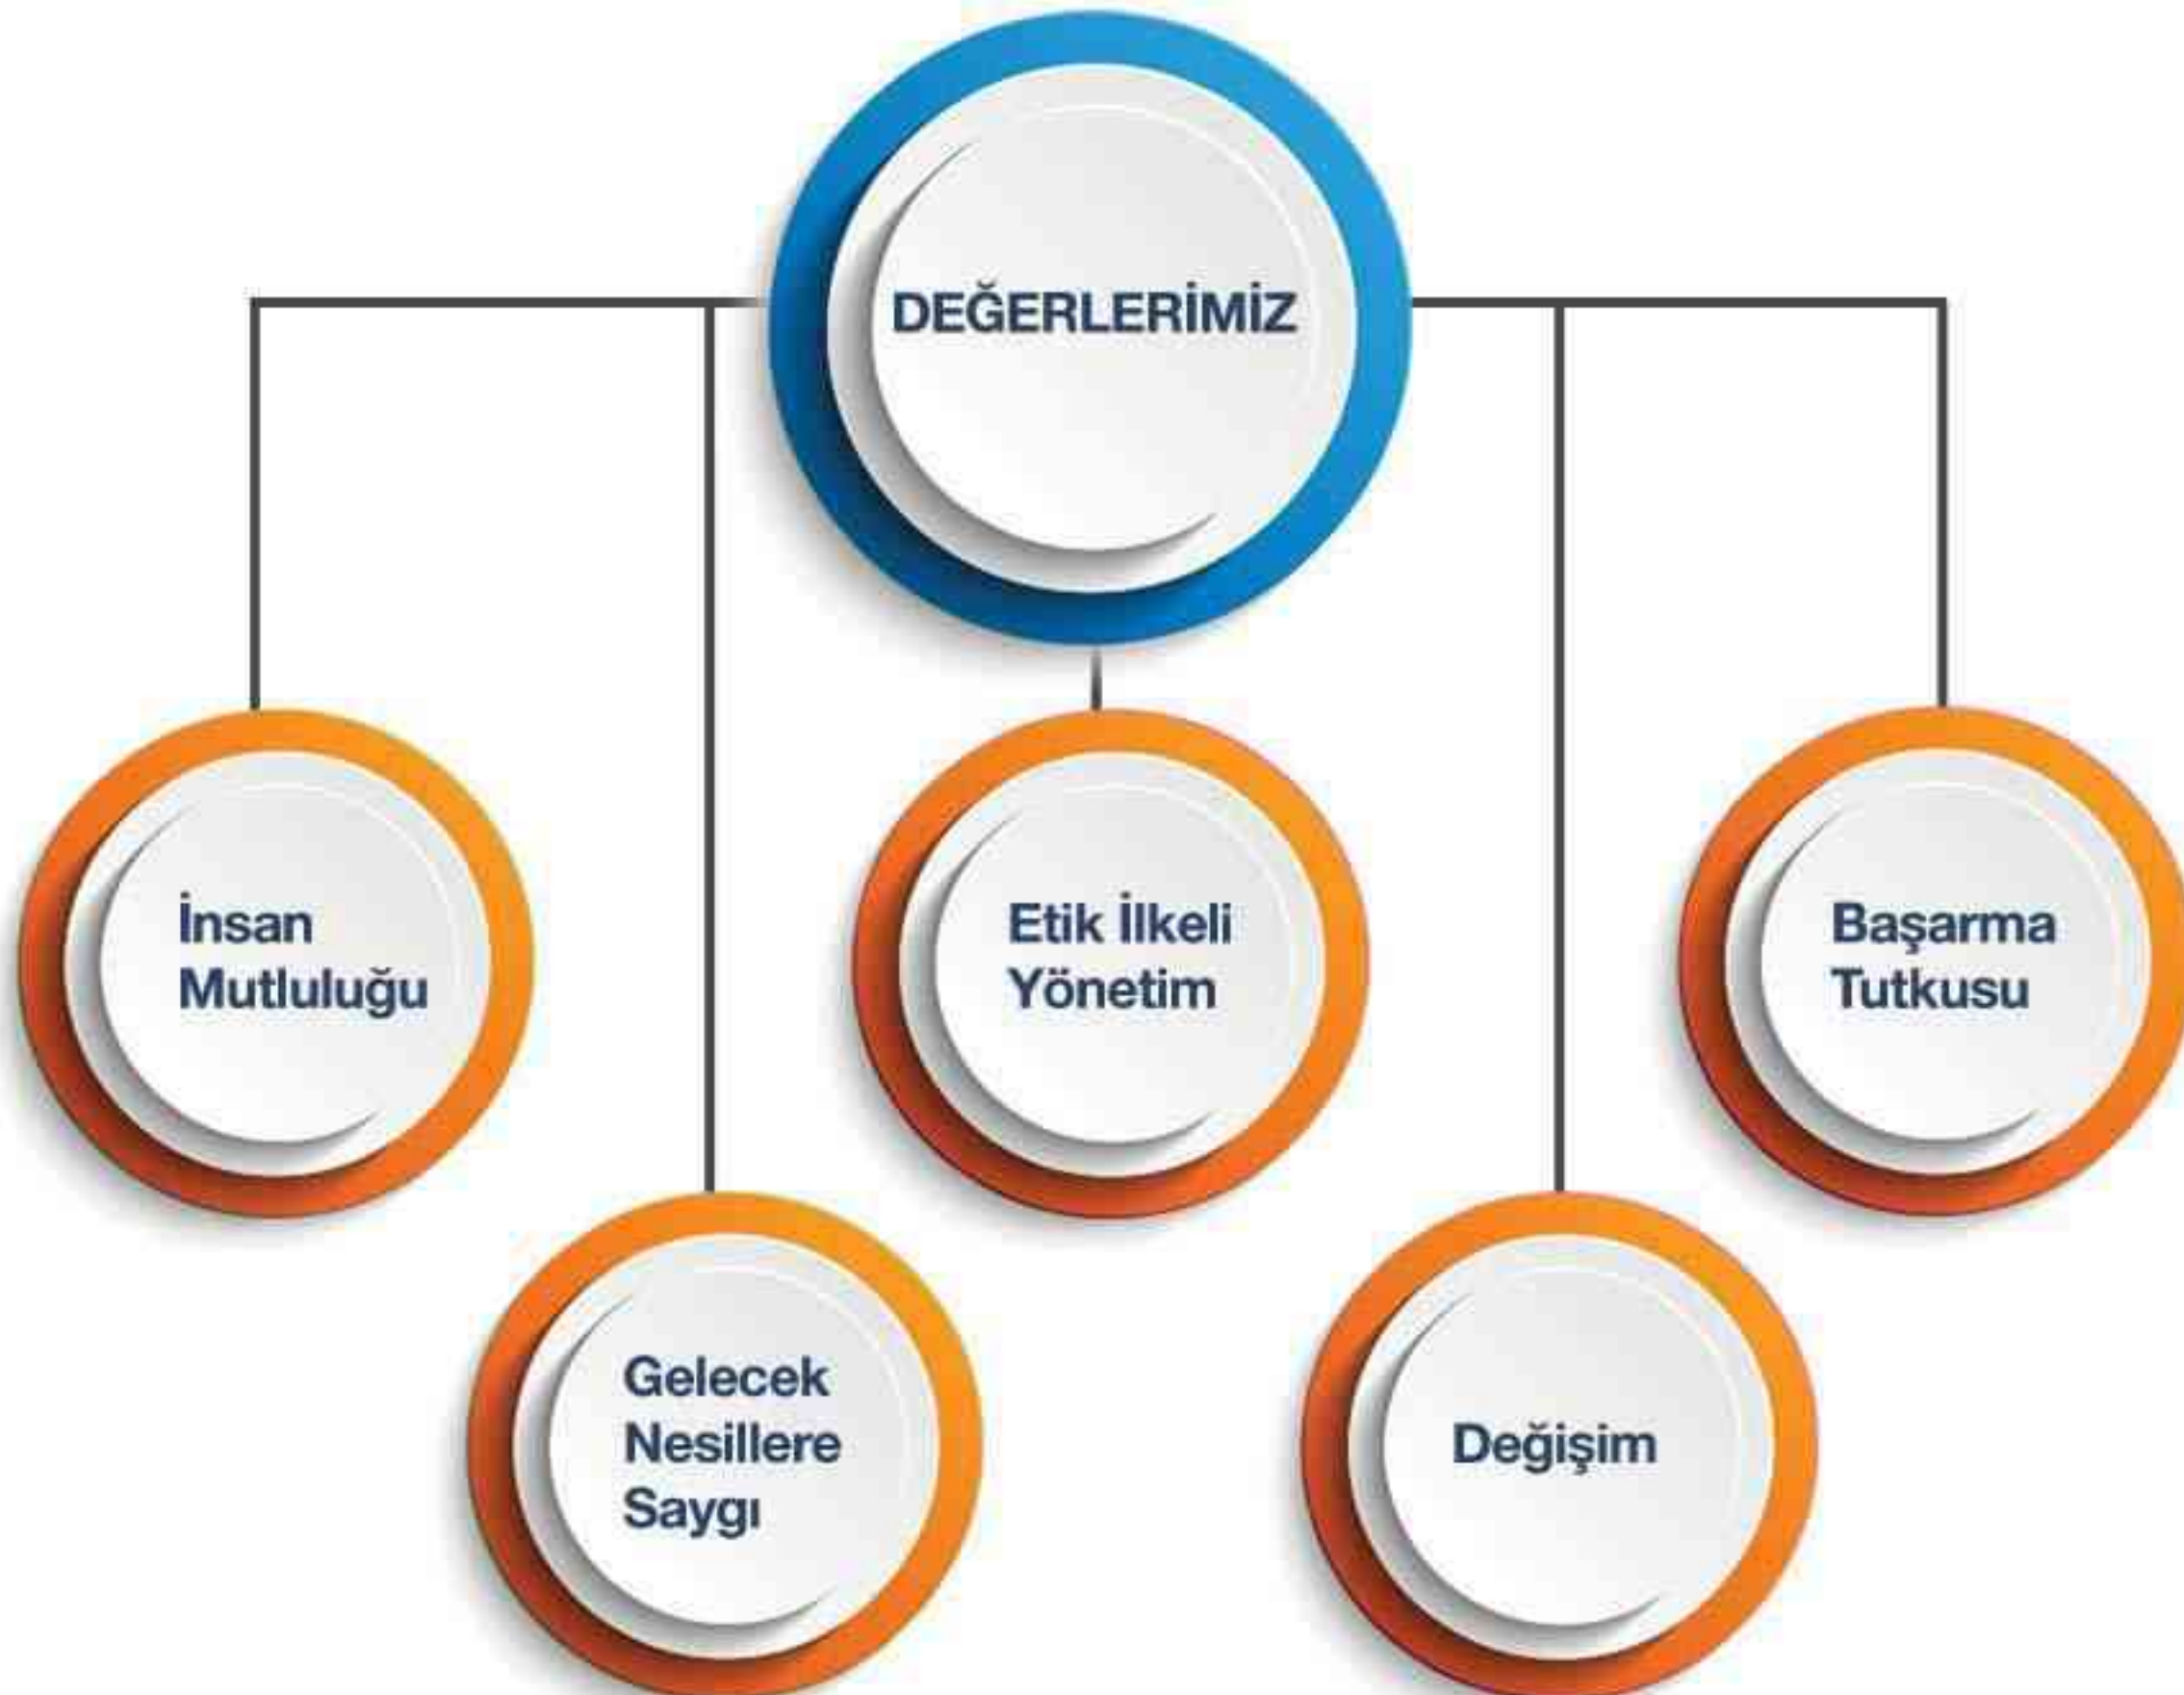 DEĞERLERİMİZ
İnsan
Mutluluğu
Etik İlkeli
Yönetim
Başarma
Tutkusu
Gelecek
Nesillere
Saygı
Değişim